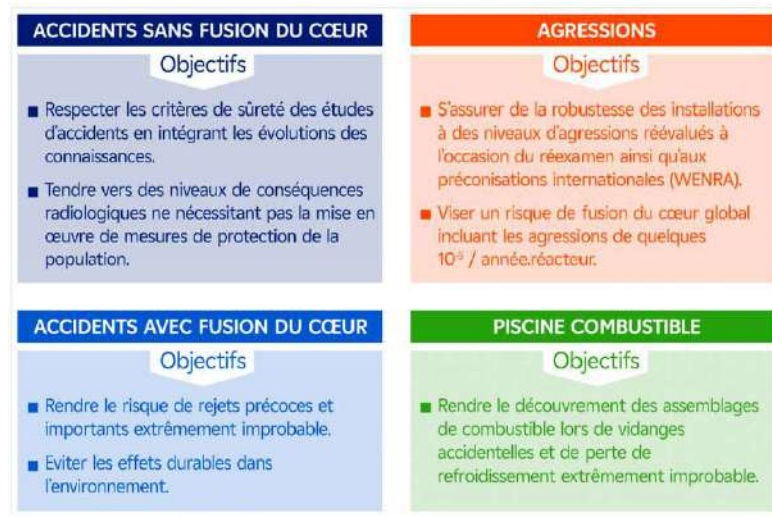 ACCIDENTS SANS FUSION DU CŒUR
Objectifs
■ Respecter les critères de sûreté des études
d'accidents en intégrant les évolutions des
connaissances.
■ Tendre vers des niveaux de conséquences
radiologiques ne nécessitant pas la mise en
œuvre de mesures de protection de la
population.
AGRESSIONS
Objectifs
■ S'assurer de la robustesse des installations
à des niveaux d'agressions réévalués à
l'occasion du réexamen ainsi qu'aux
préconisations internationales (WENRA).
■ Viser un risque de fusion du cœur global
incluant les agressions de quelques
10⁻⁵ / année.réacteur.
ACCIDENTS AVEC FUSION DU CŒUR
Objectifs
■ Rendre le risque de rejets précoces et
importants extrêmement improbable.
■ Eviter les effets durables dans
l'environnement.
PISCINE COMBUSTIBLE
Objectifs
■ Rendre le découvrement des assemblages
de combustible lors de vidanges
accidentelles et de perte de
refroidissement extrêmement improbable.